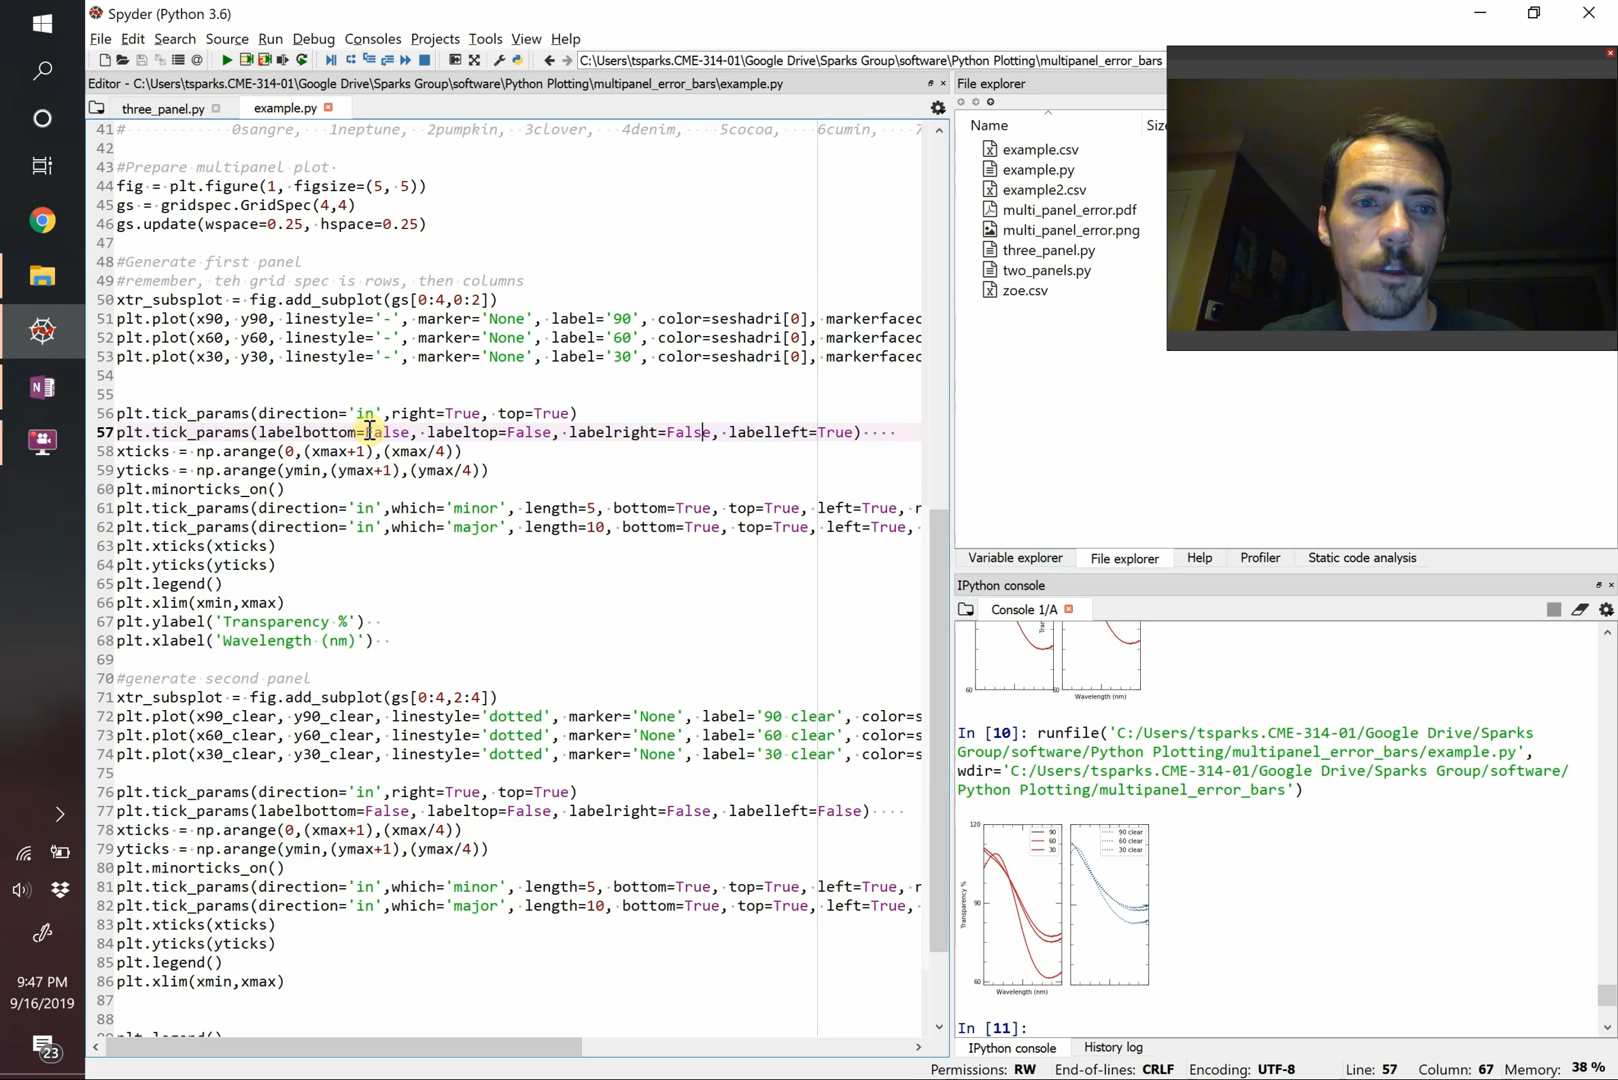 Spyder (Python 3.6)
File Edit Search Source Run Debug Consoles Projects Tools View Help
C:\Users\tsparks.CME-314-01\Google Drive\Sparks Group\software\Python Plotting\multipanel_error_bars
Editor - C:\Users\tsparks.CME-314-01\Google Drive\Sparks Group\software\Python Plotting\multipanel_error_bars\example.py
three_panel.py example.py
41 # 0sangre, 1neptune, 2pumpkin, 3clover, 4denim, 5cocoa, 6cumin, 7
42
43 #Prepare multipanel plot
44 fig = plt.figure(1, figsize=(5, 5))
45 gs = gridspec.GridSpec(4,4)
46 gs.update(wspace=0.25, hspace=0.25)
47
48 #Generate first panel
49 #remember, teh grid spec is rows, then columns
50 xtr_subsplot = fig.add_subplot(gs[0:4,0:2])
51 plt.plot(x90, y90, linestyle='-', marker='None', label='90', color=seshadri[0], markerfacec
52 plt.plot(x60, y60, linestyle='-', marker='None', label='60', color=seshadri[0], markerfacec
53 plt.plot(x30, y30, linestyle='-', marker='None', label='30', color=seshadri[0], markerfacec
54
55
56 plt.tick_params(direction='in',right=True, top=True)
57 plt.tick_params(labelbottom=False, labeltop=False, labelright=False, labelleft=True)
58 xticks = np.arange(0,(xmax+1),(xmax/4))
59 yticks = np.arange(ymin,(ymax+1),(ymax/4))
60 plt.minorticks_on()
61 plt.tick_params(direction='in',which='minor', length=5, bottom=True, top=True, left=True, r
62 plt.tick_params(direction='in',which='major', length=10, bottom=True, top=True, left=True,
63 plt.xticks(xticks)
64 plt.yticks(yticks)
65 plt.legend()
66 plt.xlim(xmin,xmax)
67 plt.ylabel('Transparency %')
68 plt.xlabel('Wavelength (nm)')
69
70 #generate second panel
71 xtr_subsplot = fig.add_subplot(gs[0:4,2:4])
72 plt.plot(x90_clear, y90_clear, linestyle='dotted', marker='None', label='90 clear', color=s
73 plt.plot(x60_clear, y60_clear, linestyle='dotted', marker='None', label='60 clear', color=s
74 plt.plot(x30_clear, y30_clear, linestyle='dotted', marker='None', label='30 clear', color=s
75
76 plt.tick_params(direction='in',right=True, top=True)
77 plt.tick_params(labelbottom=False, labeltop=False, labelright=False, labelleft=False)
78 xticks = np.arange(0,(xmax+1),(xmax/4))
79 yticks = np.arange(ymin,(ymax+1),(ymax/4))
80 plt.minorticks_on()
81 plt.tick_params(direction='in',which='minor', length=5, bottom=True, top=True, left=True, r
82 plt.tick_params(direction='in',which='major', length=10, bottom=True, top=True, left=True,
83 plt.xticks(xticks)
84 plt.yticks(yticks)
85 plt.legend()
86 plt.xlim(xmin,xmax)
87
88
File explorer
Name Size
example.csv
example.py
example2.csv
multi_panel_error.pdf
multi_panel_error.png
three_panel.py
two_panels.py
zoe.csv
Variable explorer File explorer Help Profiler Static code analysis
IPython console
Console 1/A
60 60
Wavelength (nm)
In [10]: runfile('C:/Users/tsparks.CME-314-01/Google Drive/Sparks
Group/software/Python Plotting/multipanel_error_bars/example.py',
wdir='C:/Users/tsparks.CME-314-01/Google Drive/Sparks Group/software/
Python Plotting/multipanel_error_bars')
120
90
60
30
90 clear
60 clear
30 clear
90
Transparency %
60
Wavelength (nm)
In [11]:
IPython console History log
Permissions: RW End-of-lines: CRLF Encoding: UTF-8 Line: 57 Column: 67 Memory: 38 %
9:47 PM
9/16/2019
23